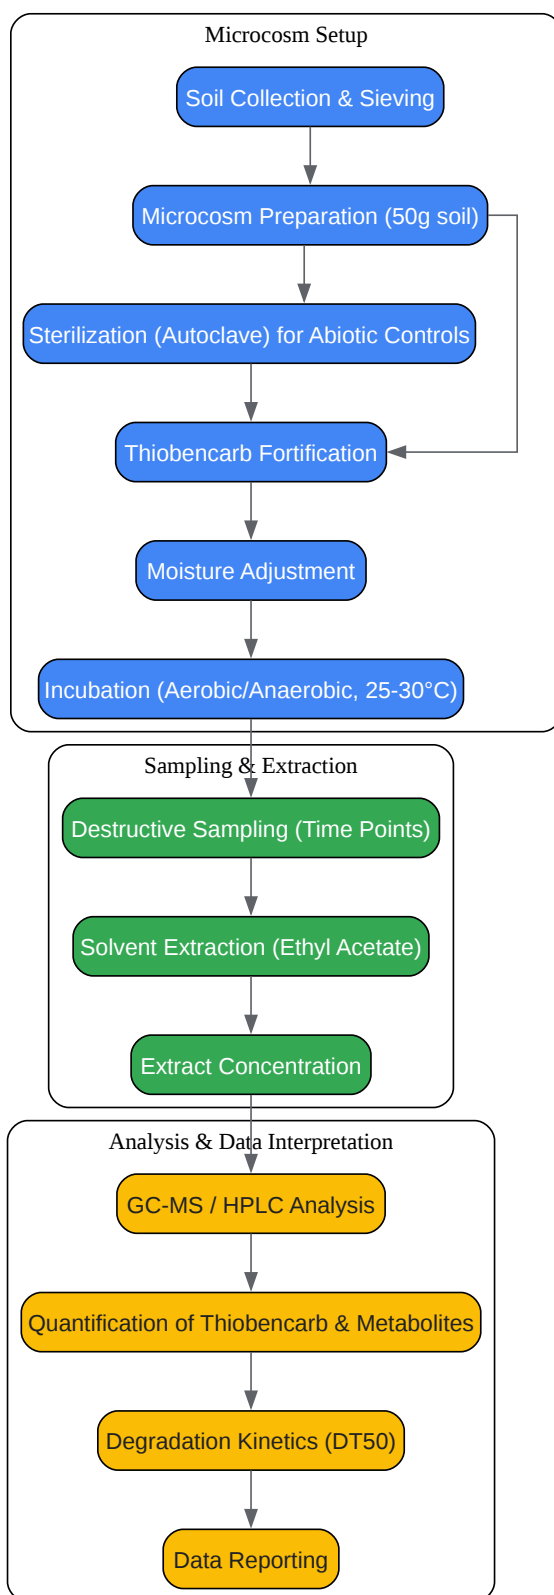 Microcosm Setup
Soil Collection & Sieving
Microcosm Preparation (50g soil)
Sterilization (Autoclave) for Abiotic Controls
Thiobencarb Fortification
Moisture Adjustment
Incubation (Aerobic/Anaerobic, 25-30°C)
Sampling & Extraction
Destructive Sampling (Time Points)
Solvent Extraction (Ethyl Acetate)
Extract Concentration
Analysis & Data Interpretation
GC-MS / HPLC Analysis
Quantification of Thiobencarb & Metabolites
Degradation Kinetics (DT50)
Data Reporting